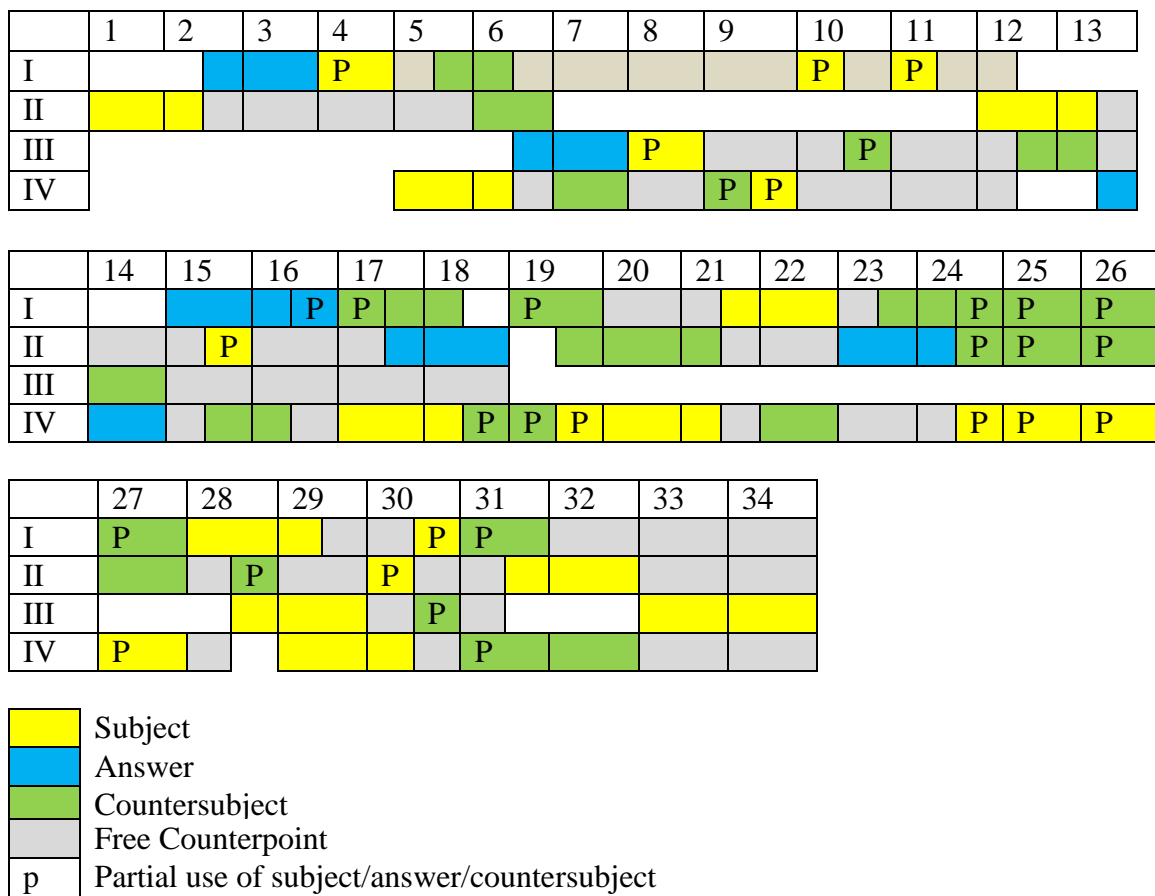 1 2 3 4 5 6 7 8 9 10 11 12 13
I P P P
II
III P P
IV P P
14 15 16 17 18 19 20 21 22 23 24 25 26
I P P P P P P
II P P P P
III
IV P P P P P P
27 28 29 30 31 32 33 34
I P P P
II P P
III P
IV P P
Subject
Answer
Countersubject
Free Counterpoint
p Partial use of subject/answer/countersubject